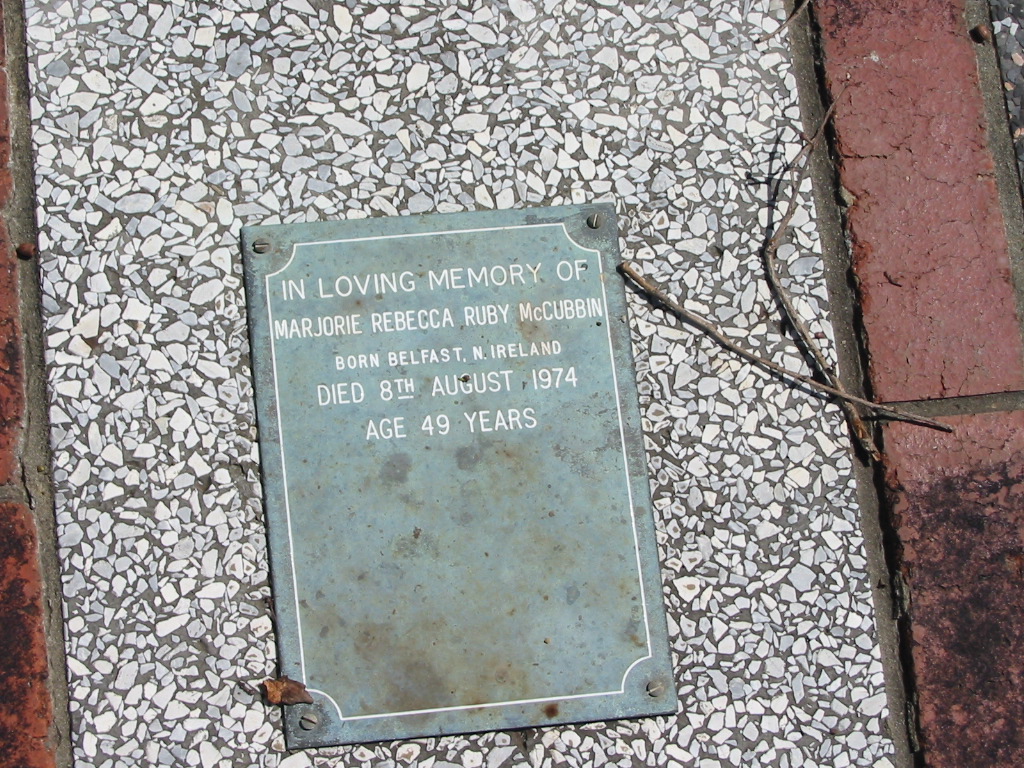 IN LOVING MEMORY OF
MARJORIE REBECCA RUBY McCUBBIN
BORN BELFAST, N. IRELAND
DIED 8TH AUGUST 1974
AGE 49 YEARS